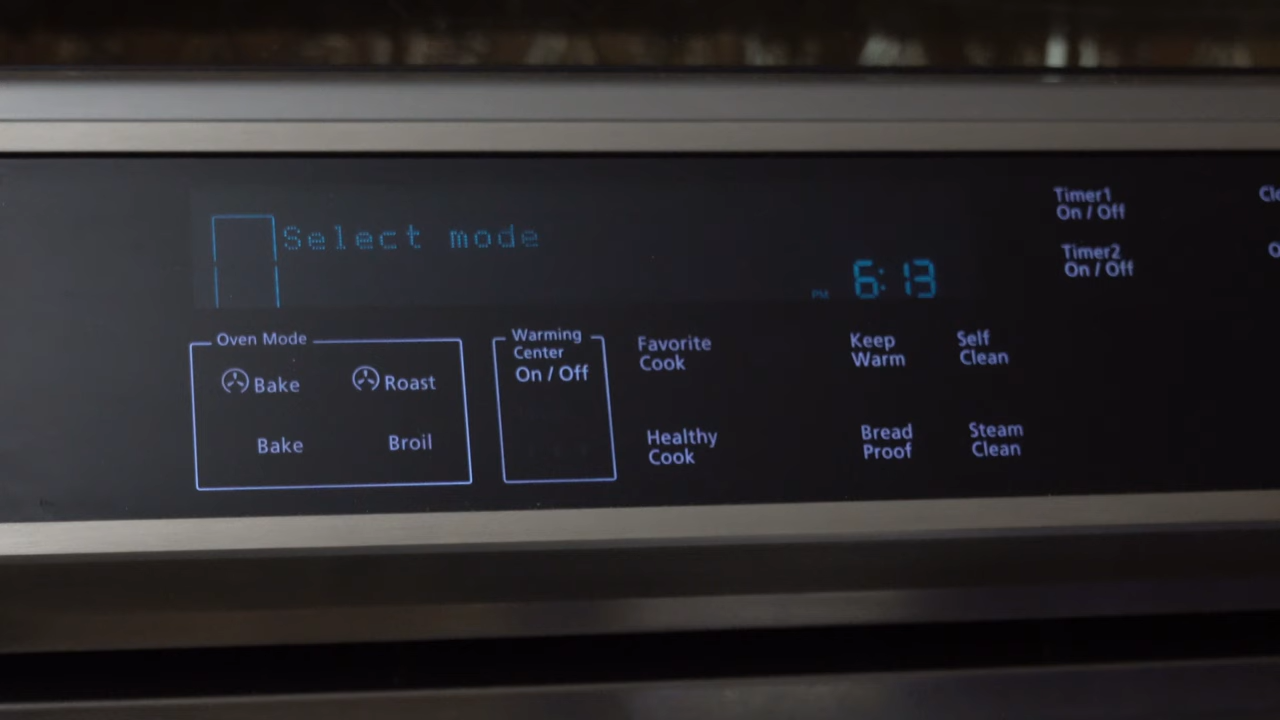 Select mode
PM 6:13
Timer1
On / Off
Timer2
On / Off
Oven Mode
Bake
Roast
Bake
Broil
Warming
Center
On / Off
Favorite
Cook
Healthy
Cook
Keep
Warm
Self
Clean
Bread
Proof
Steam
Clean